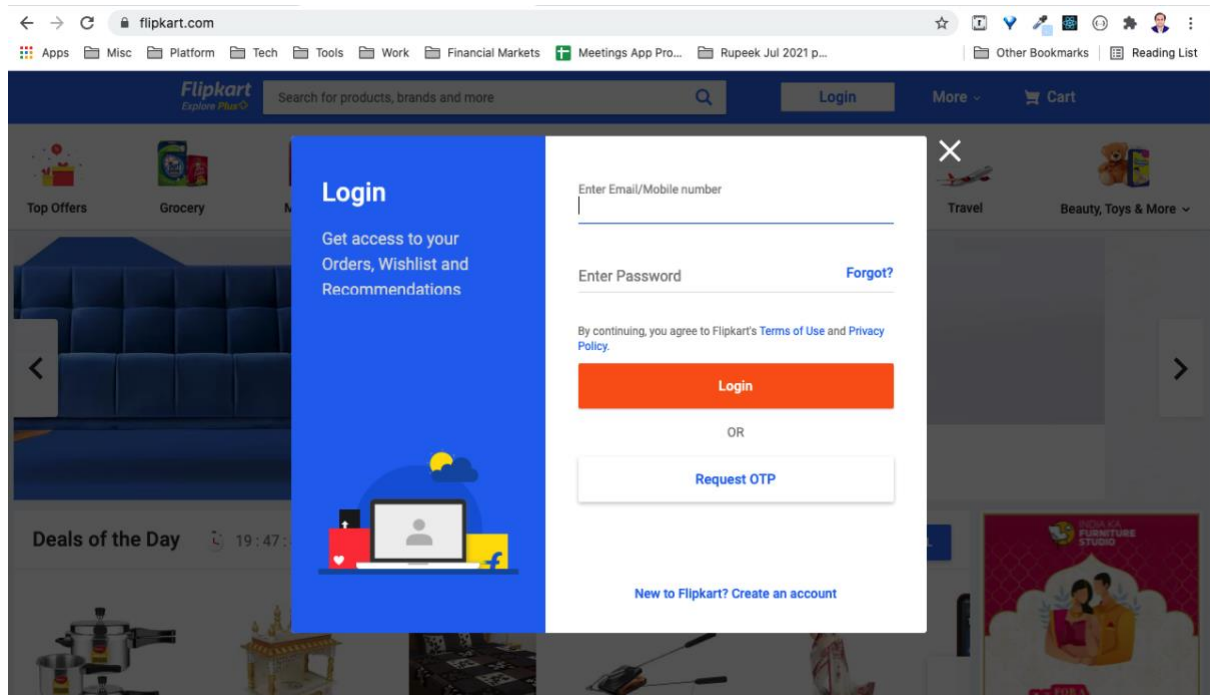 flipkart.com
Apps Misc Platform Tech Tools Work Financial Markets Meetings App Pro... Rupeek Jul 2021 p... Other Bookmarks Reading List
Flipkart
Explore Plus
Search for products, brands and more
Login
More
Cart
Top Offers
Grocery
Travel
Beauty, Toys & More
Login
Get access to your
Orders, Wishlist and
Recommendations
Enter Email/Mobile number
Enter Password
Forgot?
By continuing, you agree to Flipkart's Terms of Use and Privacy
Policy.
Login
OR
Request OTP
New to Flipkart? Create an account
Deals of the Day
19 : 47 :
INDIA KA
FURNITURE
STUDIO